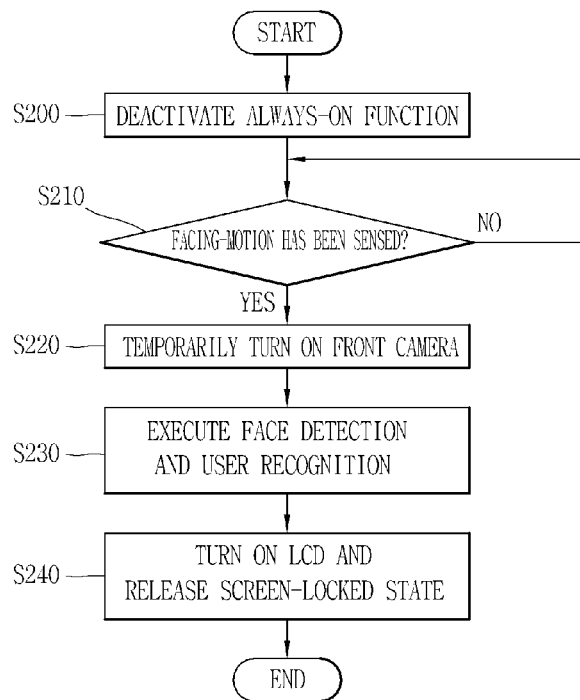 START
S200
DEACTIVATE ALWAYS-ON FUNCTION
S210
FACING-MOTION HAS BEEN SENSED?
NO
YES
S220
TEMPORARILY TURN ON FRONT CAMERA
S230
EXECUTE FACE DETECTION
AND USER RECOGNITION
S240
TURN ON LCD AND
RELEASE SCREEN-LOCKED STATE
END